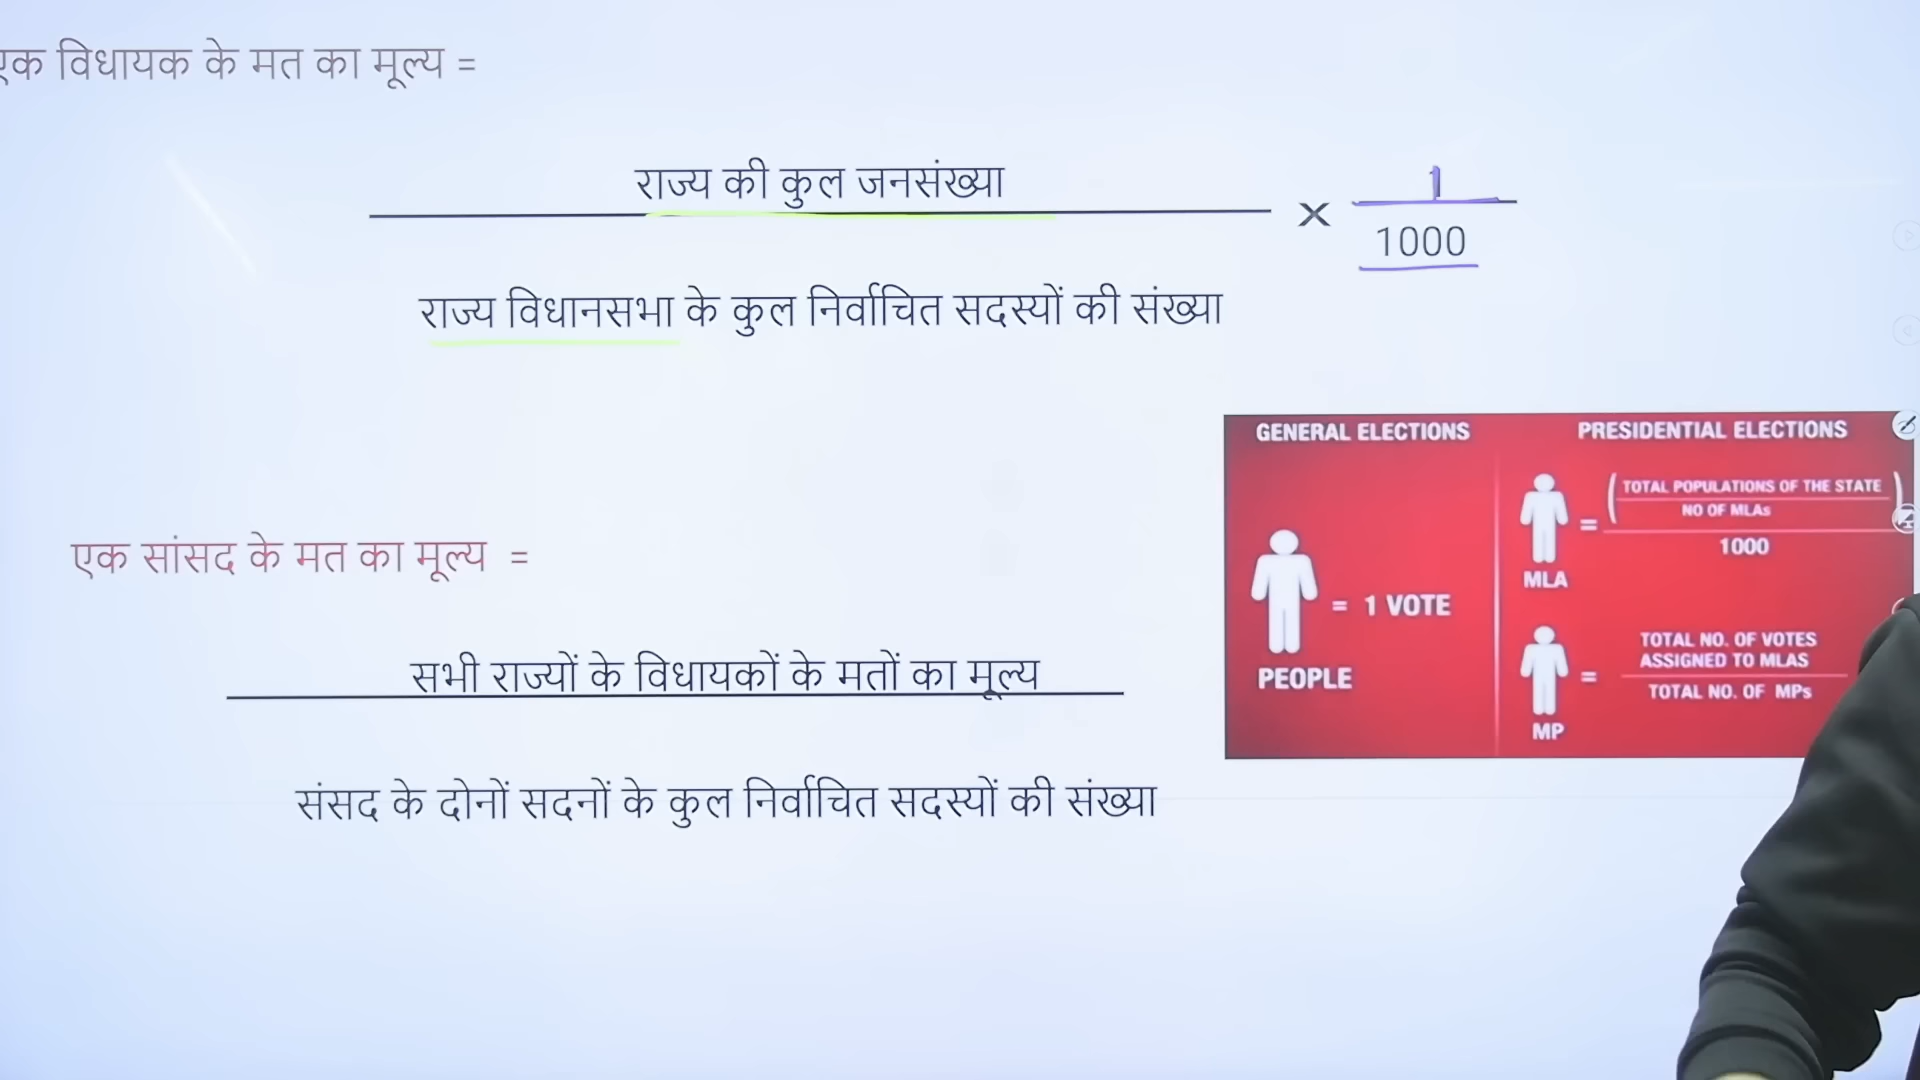 एक विधायक के मत का मूल्य =
राज्य की कुल जनसंख्या
× 1
1000
राज्य विधानसभा के कुल निर्वाचित सदस्यों की संख्या
एक सांसद के मत का मूल्य =
सभी राज्यों के विधायकों के मतों का मूल्य
संसद के दोनों सदनों के कुल निर्वाचित सदस्यों की संख्या
GENERAL ELECTIONS
= 1 VOTE
PEOPLE
PRESIDENTIAL ELECTIONS
= (TOTAL POPULATIONS OF THE STATE
NO OF MLAs)
1000
MLA
= TOTAL NO. OF VOTES
ASSIGNED TO MLAS
TOTAL NO. OF MPs
MP